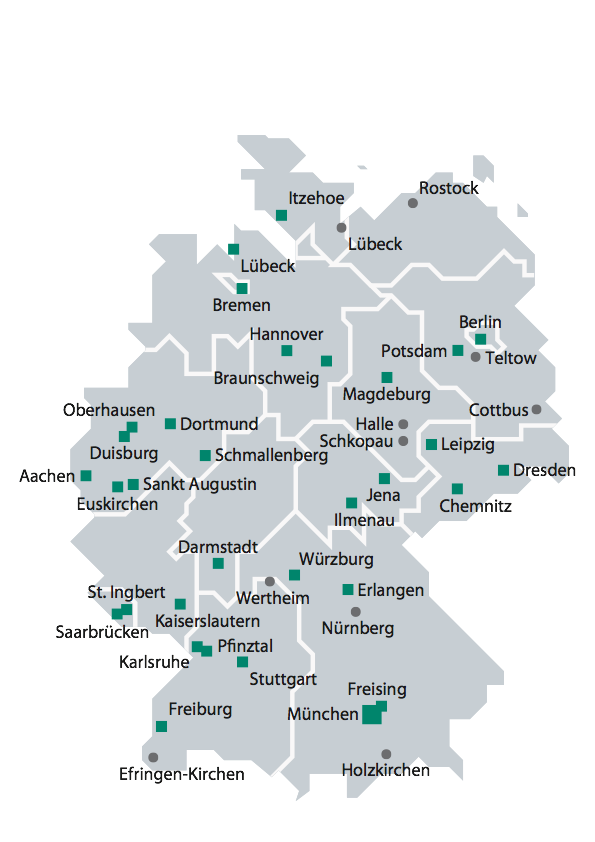 Rostock
Itzehoe
Lübeck
Lübeck
Bremen
Berlin
Hannover
Potsdam
Teltow
Braunschweig
Magdeburg
Oberhausen
Cottbus
Dortmund
Halle
Schkopau
Leipzig
Duisburg
Schmallenberg
Dresden
Aachen
Sankt Augustin
Jena
Euskirchen
Chemnitz
Ilmenau
Darmstadt
Würzburg
St. Ingbert
Erlangen
Wertheim
Kaiserslautern
Saarbrücken
Nürnberg
Pfinztal
Karlsruhe
Stuttgart
Freising
Freiburg
München
Efringen-Kirchen
Holzkirchen